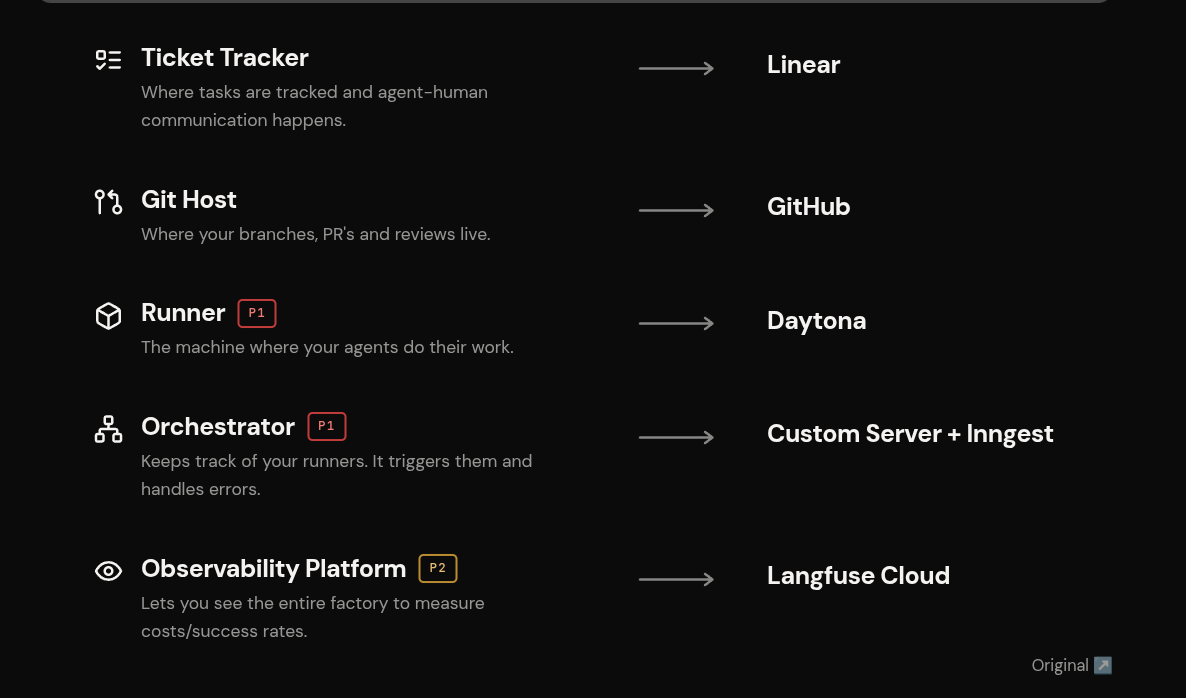 Ticket Tracker
Linear
Where tasks are tracked and agent-human
communication happens.
Git Host
GitHub
Where your branches, PR's and reviews live.
Runner P1
Daytona
The machine where your agents do their work.
Orchestrator P1
Custom Server + Inngest
Keeps track of your runners. It triggers them and
handles errors.
Observability Platform P2
Langfuse Cloud
Lets you see the entire factory to measure
costs/success rates.
Original ↗